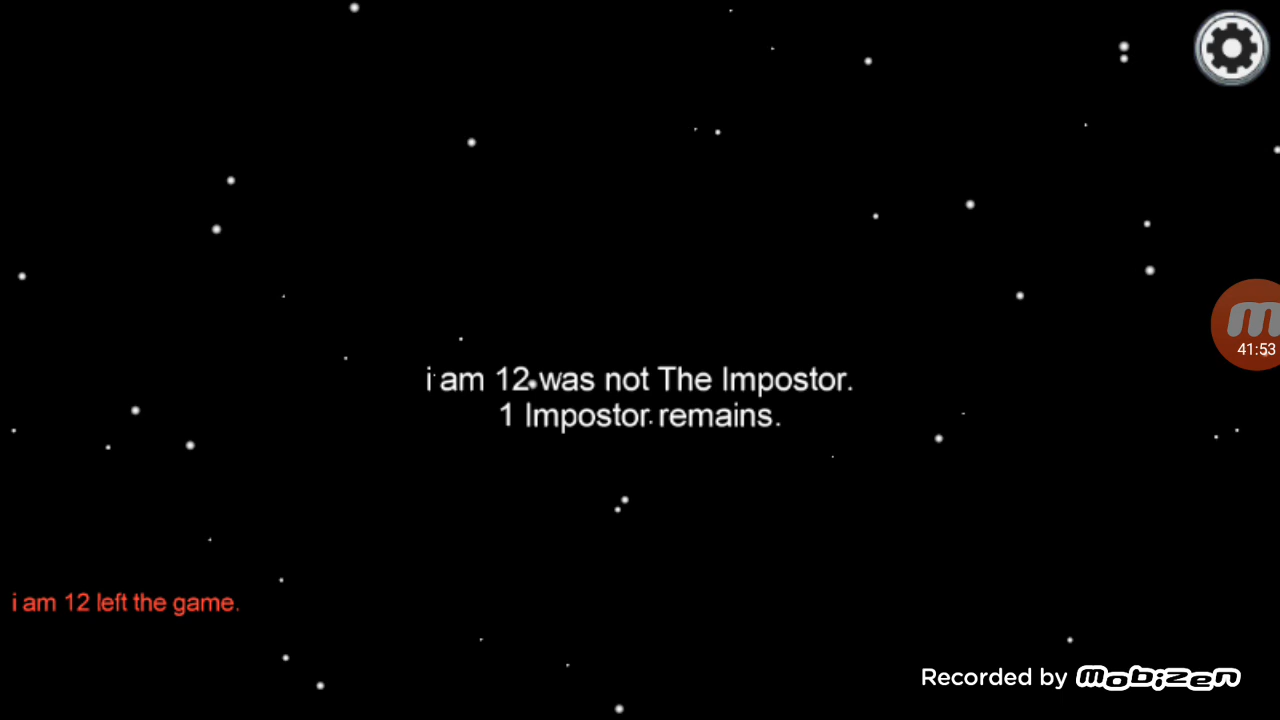 i am 12 was not The Impostor.
1 Impostor remains.
41:53
i am 12 left the game.
Recorded by mobizen